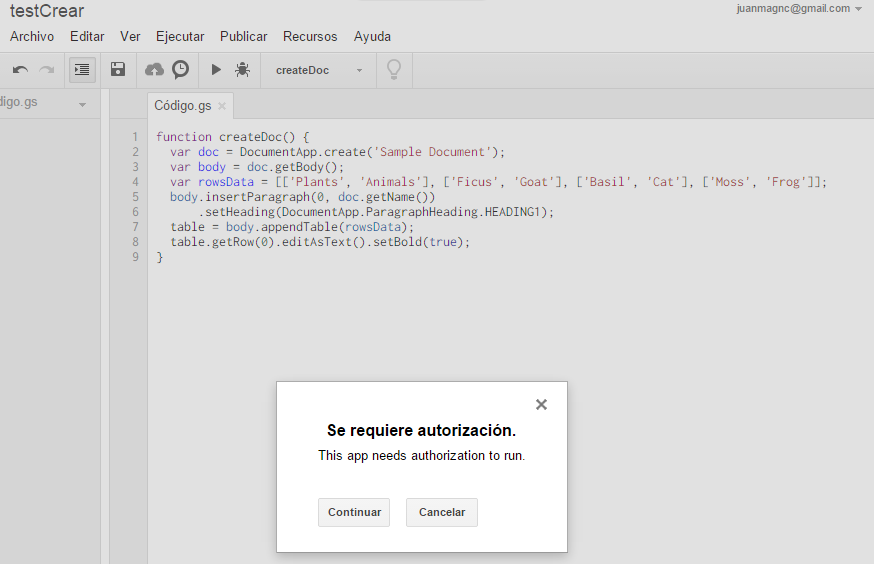 testCrear
juanmagnc@gmail.com
Archivo Editar Ver Ejecutar Publicar Recursos Ayuda
createDoc
digo.gs
Código.gs ×
1 function createDoc() {
2 var doc = DocumentApp.create('Sample Document');
3 var body = doc.getBody();
4 var rowsData = [['Plants', 'Animals'], ['Ficus', 'Goat'], ['Basil', 'Cat'], ['Moss', 'Frog']];
5 body.insertParagraph(0, doc.getName())
6 .setHeading(DocumentApp.ParagraphHeading.HEADING1);
7 table = body.appendTable(rowsData);
8 table.getRow(0).editAsText().setBold(true);
9 }
Se requiere autorización.
This app needs authorization to run.
Continuar Cancelar